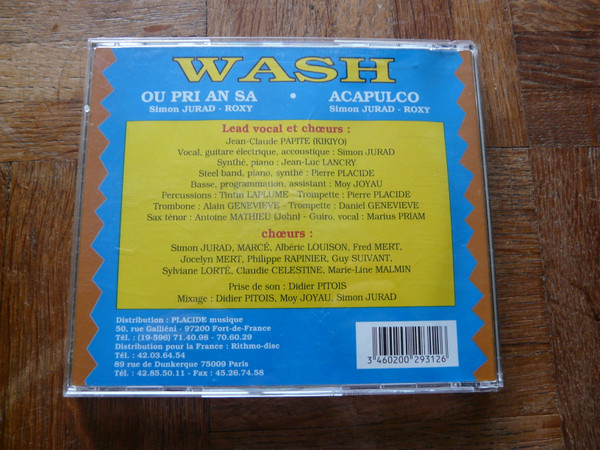 WASH
OU PRI AN SA • ACAPULCO
Simon JURAD - ROXY Simon JURAD - ROXY
Lead vocal et chœurs :
Jean-Claude PAPITE (KIKIYO)
Vocal, guitare électrique, accoustique : Simon JURAD
Synthé, piano : Jean-Luc LANCRY
Steel band, piano, synthé : Pierre PLACIDE
Basse, programmation, assistant : Moy JOYAU
Percussions : Tintin LAPLUME - Trompette : Pierre PLACIDE
Trombone : Alain GENEVIEVE - Trompette : Daniel GENEVIEVE
Sax ténor : Antoine MATHIEU (John) - Guiro, vocal : Marius PRIAM
chœurs :
Simon JURAD, MARCÉ, Albéric LOUISON, Fred MERT,
Jocelyn MERT, Philippe RAPINIER, Guy SUIVANT,
Sylviane LORTÉ, Claudie CELESTINE, Marie-Line MALMIN
Prise de son : Didier PITOIS
Mixage : Didier PITOIS, Moy JOYAU, Simon JURAD
Distribution : PLACIDE musique
50, rue Galliéni - 97200 Fort-de-France
Tél. : (19-596) 71.40.98 - 70.60.29
Distribution pour la France : Rithmo-disc
Tél. : 42.03.64.54
89 rue de Dunkerque 75009 Paris
Tél. : 42.85.50.11 - Fax : 45.26.74.58
3 460200 293126